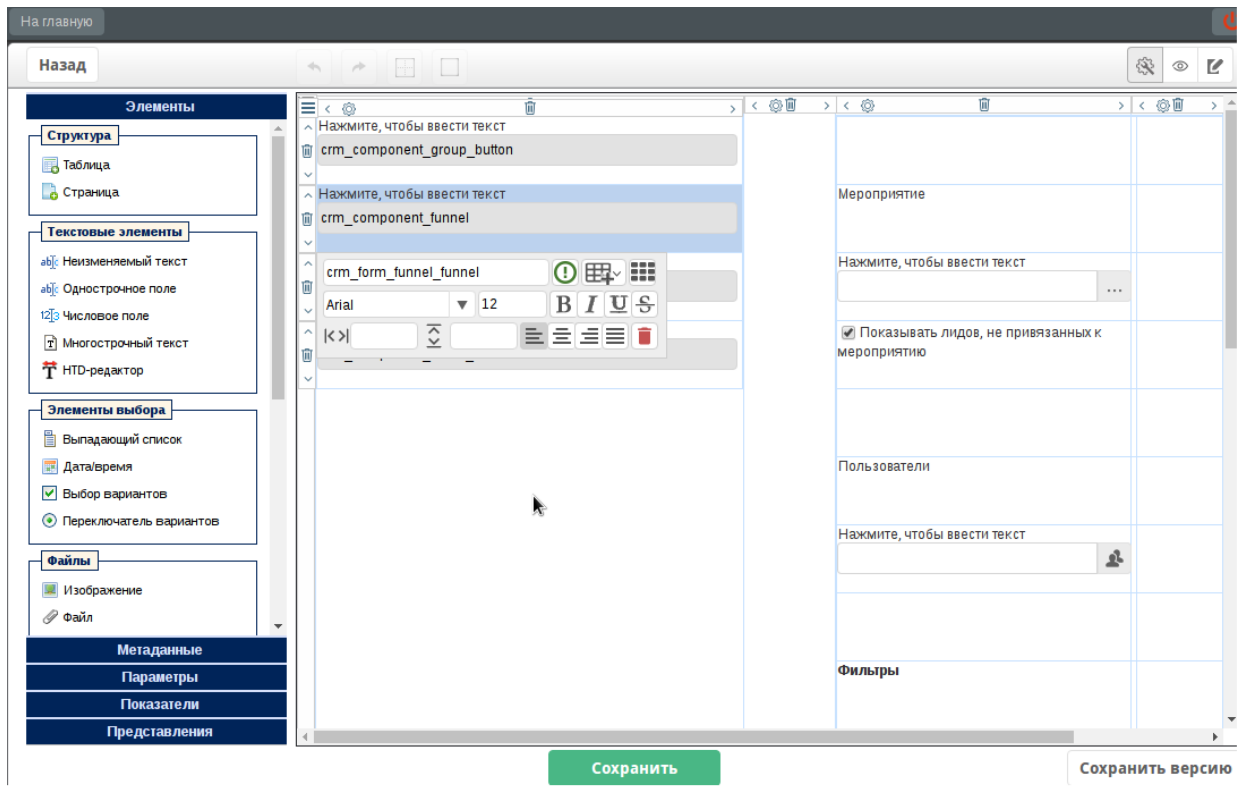 На главную
Назад
Элементы
Структура
Таблица
Страница
Текстовые элементы
Неизменяемый текст
Однострочное поле
Числовое поле
Многострочный текст
HTD-редактор
Элементы выбора
Выпадающий список
Дата/время
Выбор вариантов
Переключатель вариантов
Файлы
Изображение
Файл
Метаданные
Параметры
Показатели
Представления
Нажмите, чтобы ввести текст
crm_component_group_button
Нажмите, чтобы ввести текст
crm_component_funnel
crm_form_funnel_funnel
Arial
12
B I U S
Мероприятие
Нажмите, чтобы ввести текст
...
Показывать лидов, не привязанных к
мероприятию
Пользователи
Нажмите, чтобы ввести текст
Фильтры
Сохранить
Сохранить версию